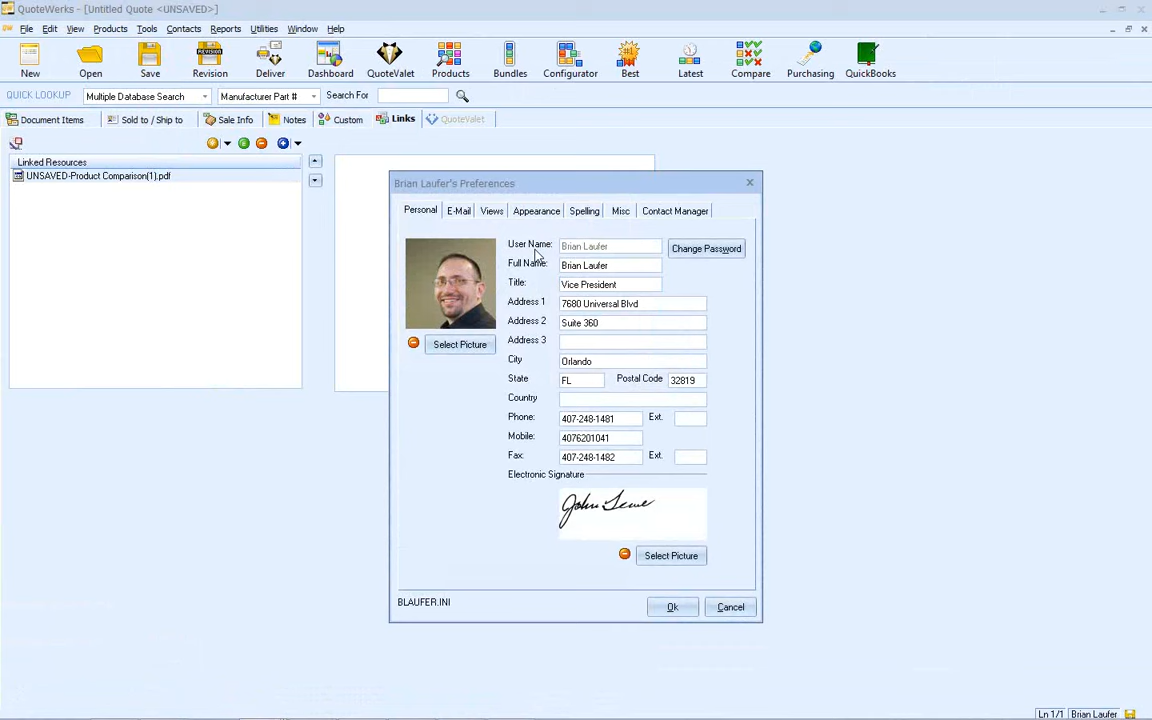 QuoteWerks - [Untitled Quote <UNSAVED>]
File Edit View Products Tools Contacts Reports Utilities Window Help
REVISION
New Open Save Revision Deliver Dashboard QuoteValet Products Bundles Configurator Best Latest Compare Purchasing QuickBooks
QUICK LOOKUP Multiple Database Search Manufacturer Part # Search For
Document Items Sold to / Ship to Sale Info Notes Custom Links QuoteValet
Linked Resources
UNSAVED-Product Comparison(1).pdf
Brian Laufer's Preferences
Personal E-Mail Views Appearance Spelling Misc Contact Manager
User Name: Brian Laufer Change Password
Full Name: Brian Laufer
Title: Vice President
Address 1 7680 Universal Blvd
Address 2 Suite 360
Select Picture Address 3
City Orlando
State FL Postal Code 32819
Country
Phone: 407-248-1481 Ext.
Mobile: 4076201041
Fax: 407-248-1482 Ext.
Electronic Signature
Select Picture
BLAUFER.INI
Ok Cancel
Ln 1/1 Brian Laufer